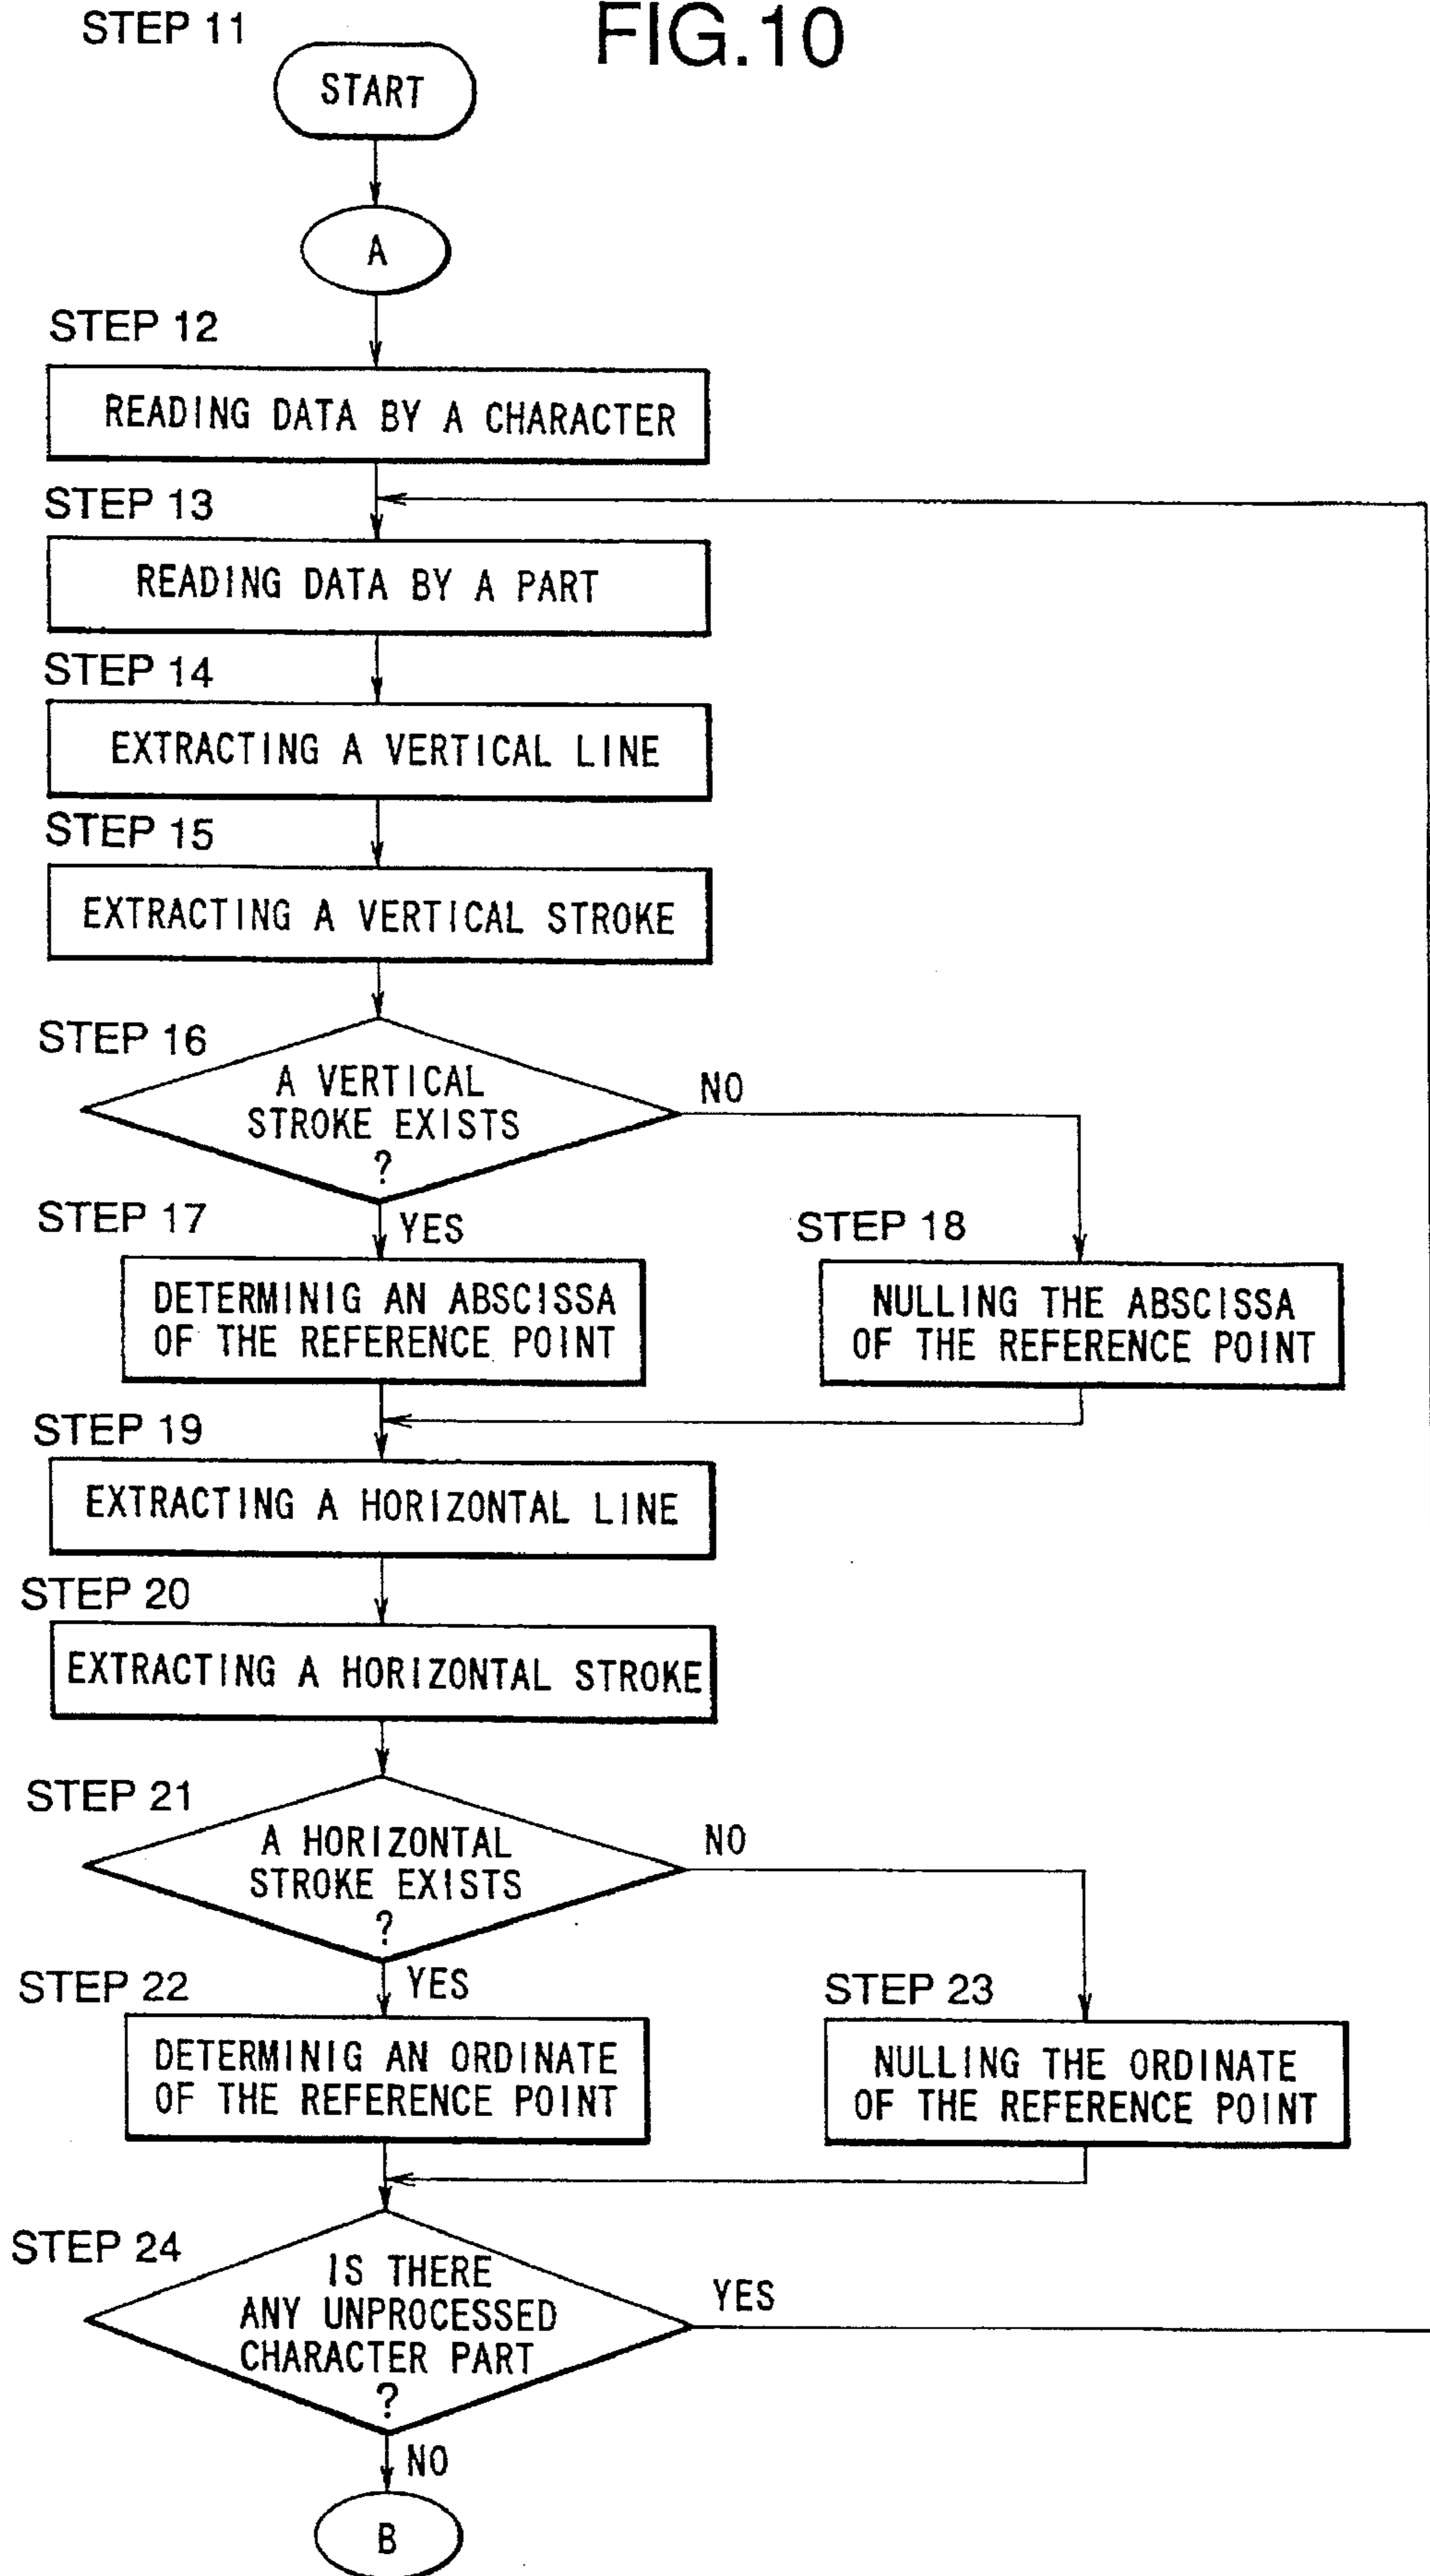 STEP 11
FIG.10
START
A
STEP 12
READING DATA BY A CHARACTER
STEP 13
READING DATA BY A PART
STEP 14
EXTRACTING A VERTICAL LINE
STEP 15
EXTRACTING A VERTICAL STROKE
STEP 16
A VERTICAL
STROKE EXISTS
?
NO
STEP 17
YES
STEP 18
DETERMINIG AN ABSCISSA
OF THE REFERENCE POINT
NULLING THE ABSCISSA
OF THE REFERENCE POINT
STEP 19
EXTRACTING A HORIZONTAL LINE
STEP 20
EXTRACTING A HORIZONTAL STROKE
STEP 21
A HORIZONTAL
STROKE EXISTS
?
NO
STEP 22
YES
STEP 23
DETERMINIG AN ORDINATE
OF THE REFERENCE POINT
NULLING THE ORDINATE
OF THE REFERENCE POINT
STEP 24
IS THERE
ANY UNPROCESSED
CHARACTER PART
?
YES
NO
B